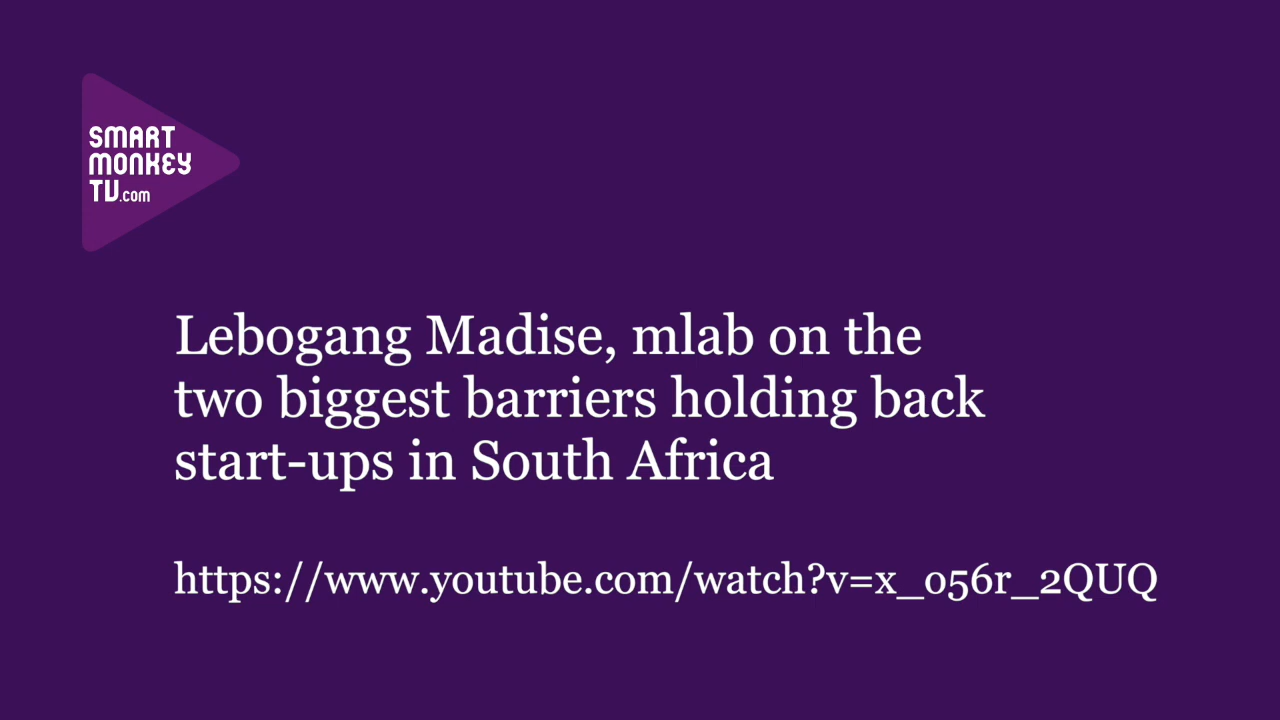 SMART
MONKEY
TV.com
Lebogang Madise, mlab on the
two biggest barriers holding back
start-ups in South Africa
https://www.youtube.com/watch?v=x_o56r_2QUQ